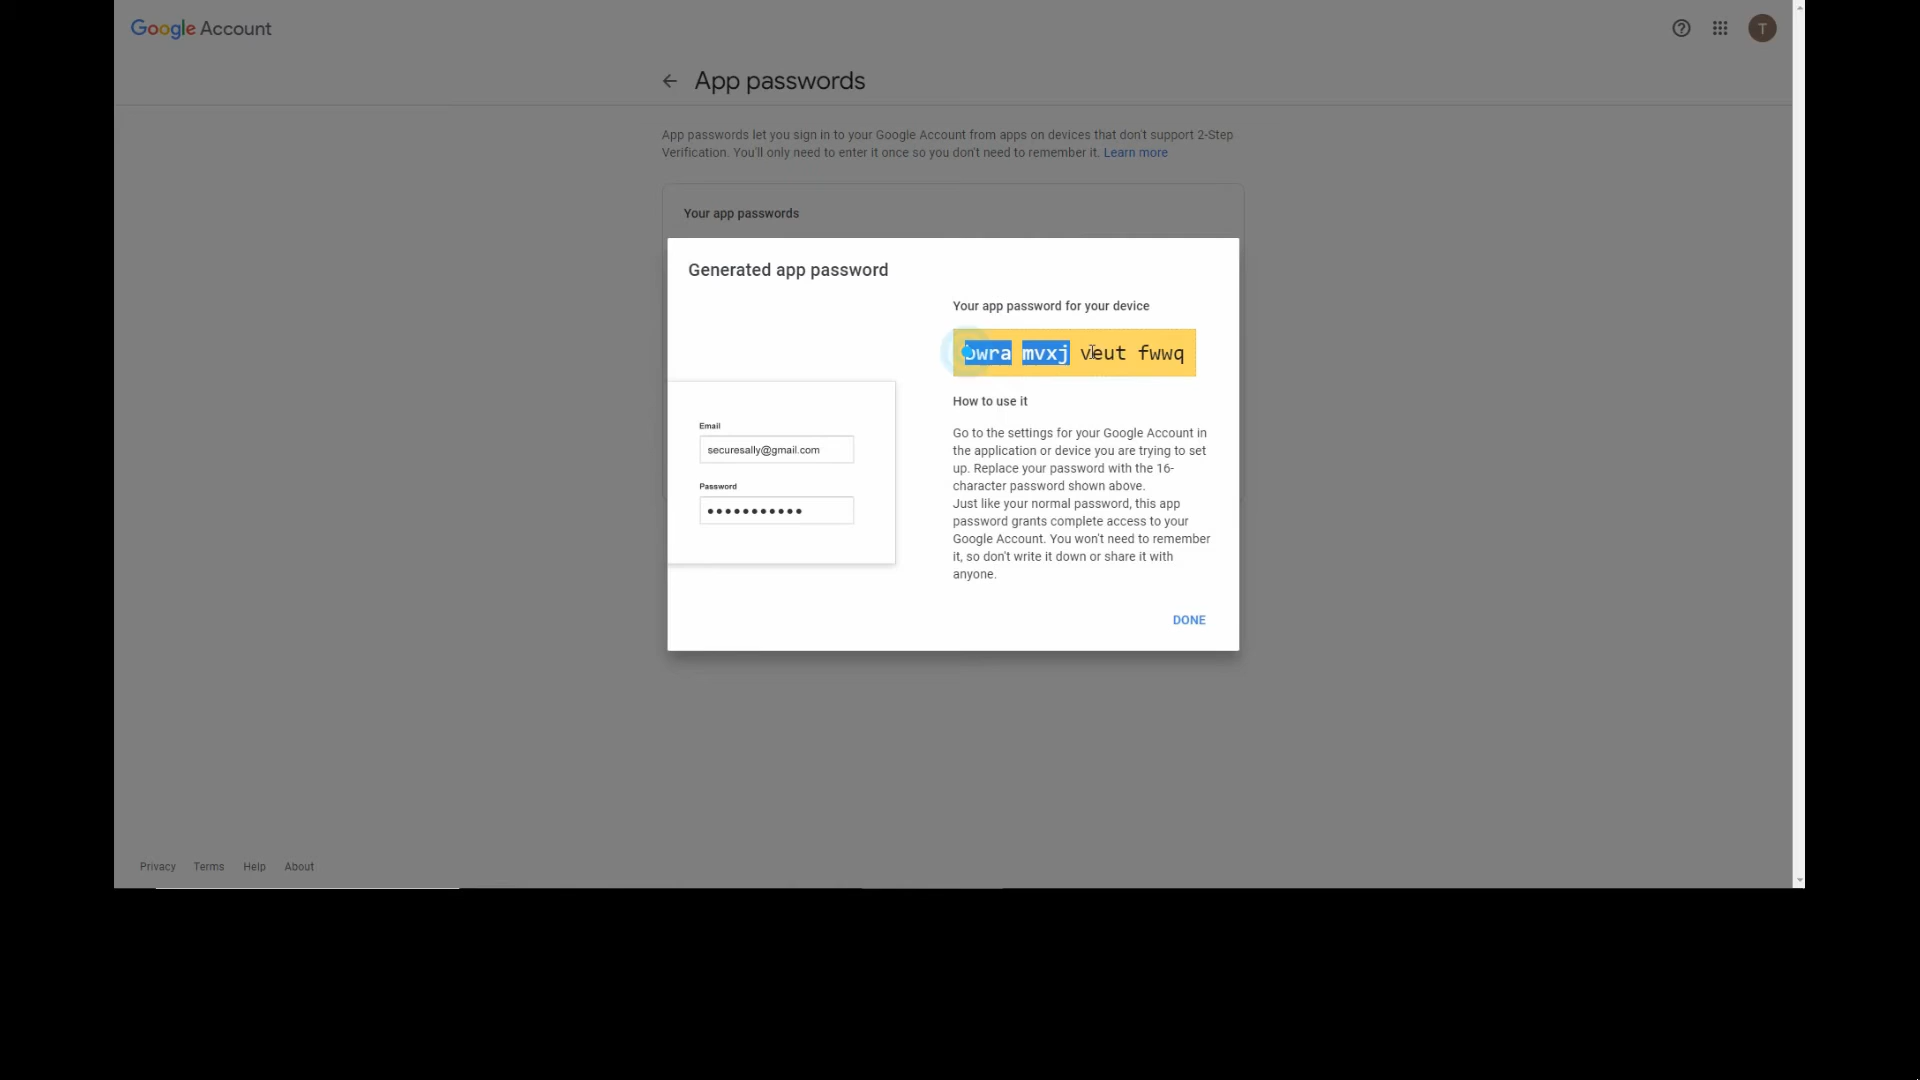 Google Account
T
App passwords
App passwords let you sign in to your Google Account from apps on devices that don't support 2-Step
Verification. You'll only need to enter it once so you don't need to remember it. Learn more
Your app passwords
Generated app password
Your app password for your device
mvxj veut fwwq
Email
securesally@gmail.com
Password
How to use it
Go to the settings for your Google Account in
the application or device you are trying to set
up. Replace your password with the 16-
character password shown above.
Just like your normal password, this app
password grants complete access to your
Google Account. You won't need to remember
it, so don't write it down or share it with
anyone.
DONE
Privacy Terms Help About